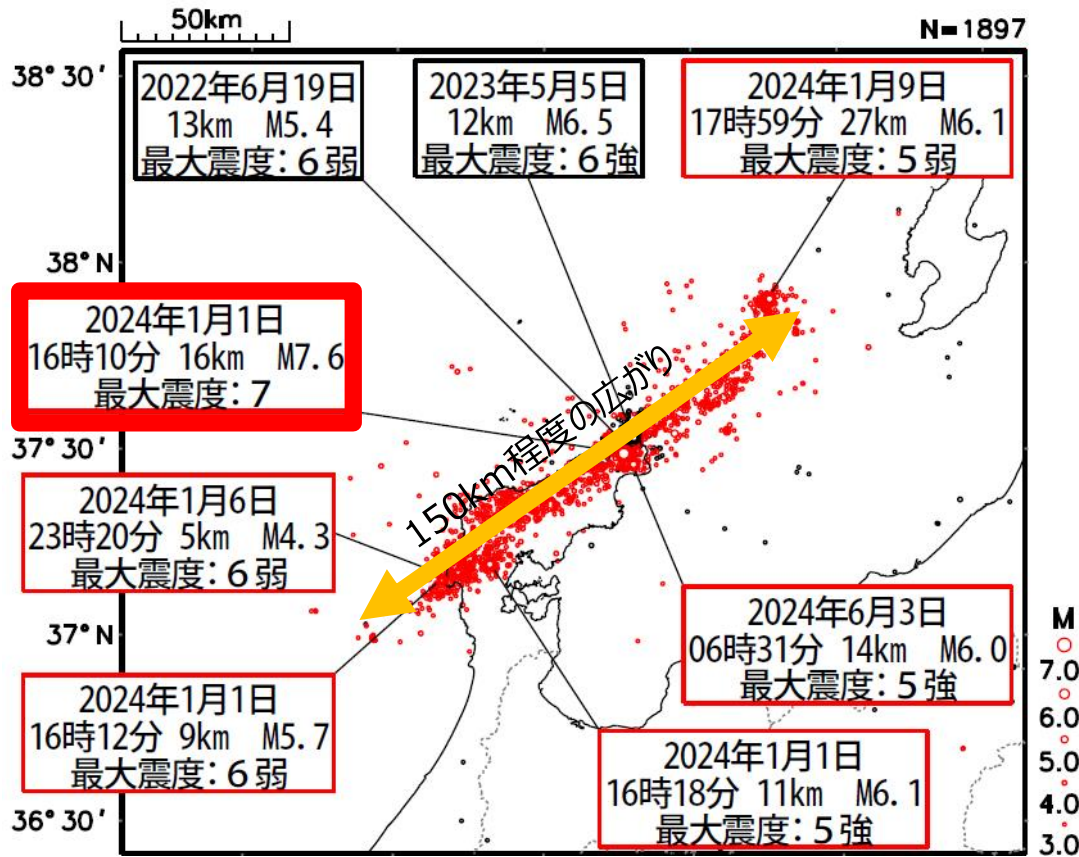 50km
N=1897
38°30′
2022年6月19日
13km M5.4
最大震度:6弱
2023年5月5日
12km M6.5
最大震度:6強
2024年1月9日
17時59分 27km M6.1
最大震度:5弱
38°N
2024年1月1日
16時10分 16km M7.6
最大震度:7
150km程度の広がり
37°30′
2024年1月6日
23時20分 5km M4.3
最大震度:6弱
37°N
2024年6月3日
06時31分 14km M6.0
最大震度:5強
2024年1月1日
16時12分 9km M5.7
最大震度:6弱
2024年1月1日
16時18分 11km M6.1
最大震度:5強
36°30′
M
7.0
6.0
5.0
4.0
3.0